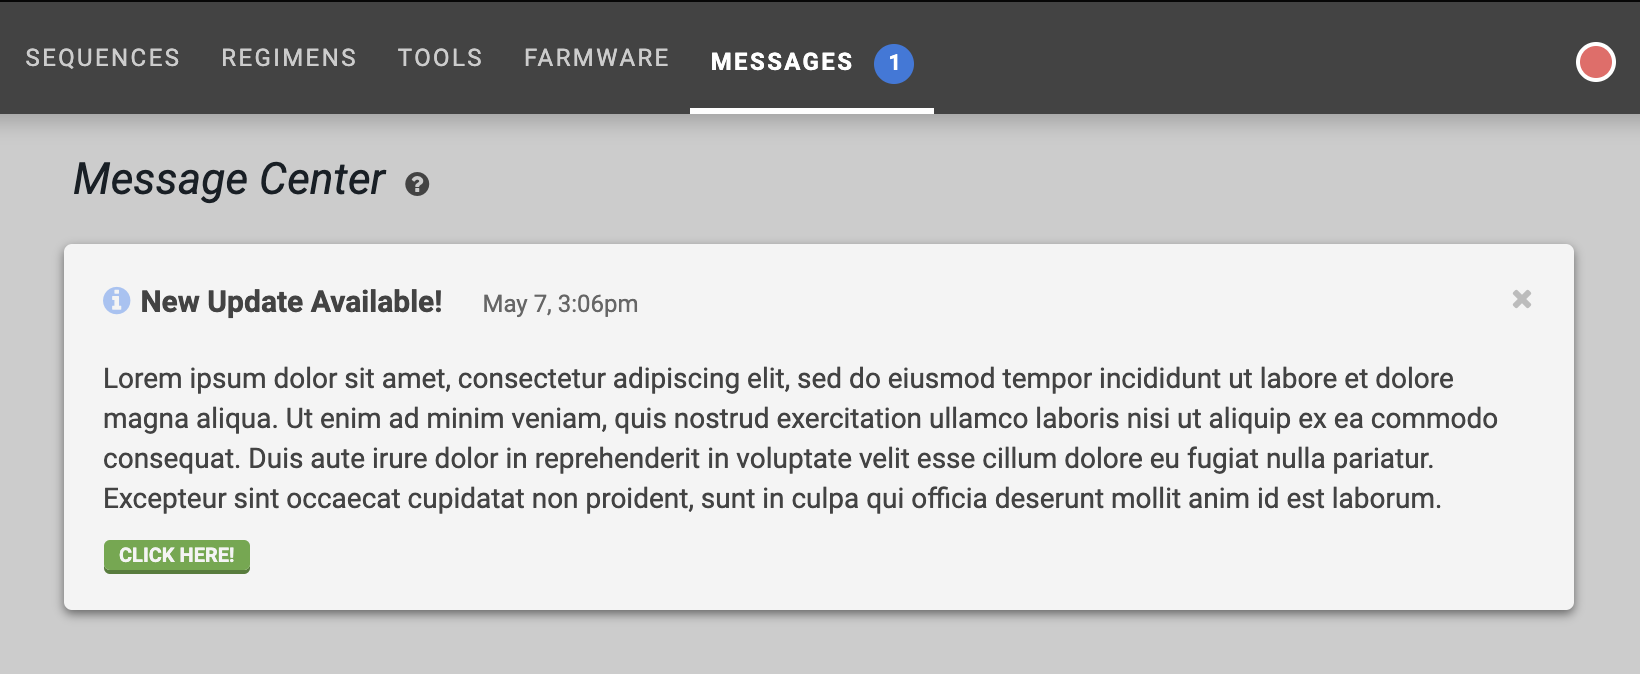 SEQUENCES REGIMENS TOOLS FARMWARE MESSAGES 1
Message Center ?
i New Update Available! May 7, 3:06pm
Lorem ipsum dolor sit amet, consectetur adipiscing elit, sed do eiusmod tempor incididunt ut labore et dolore
magna aliqua. Ut enim ad minim veniam, quis nostrud exercitation ullamco laboris nisi ut aliquip ex ea commodo
consequat. Duis aute irure dolor in reprehenderit in voluptate velit esse cillum dolore eu fugiat nulla pariatur.
Excepteur sint occaecat cupidatat non proident, sunt in culpa qui officia deserunt mollit anim id est laborum.
CLICK HERE!